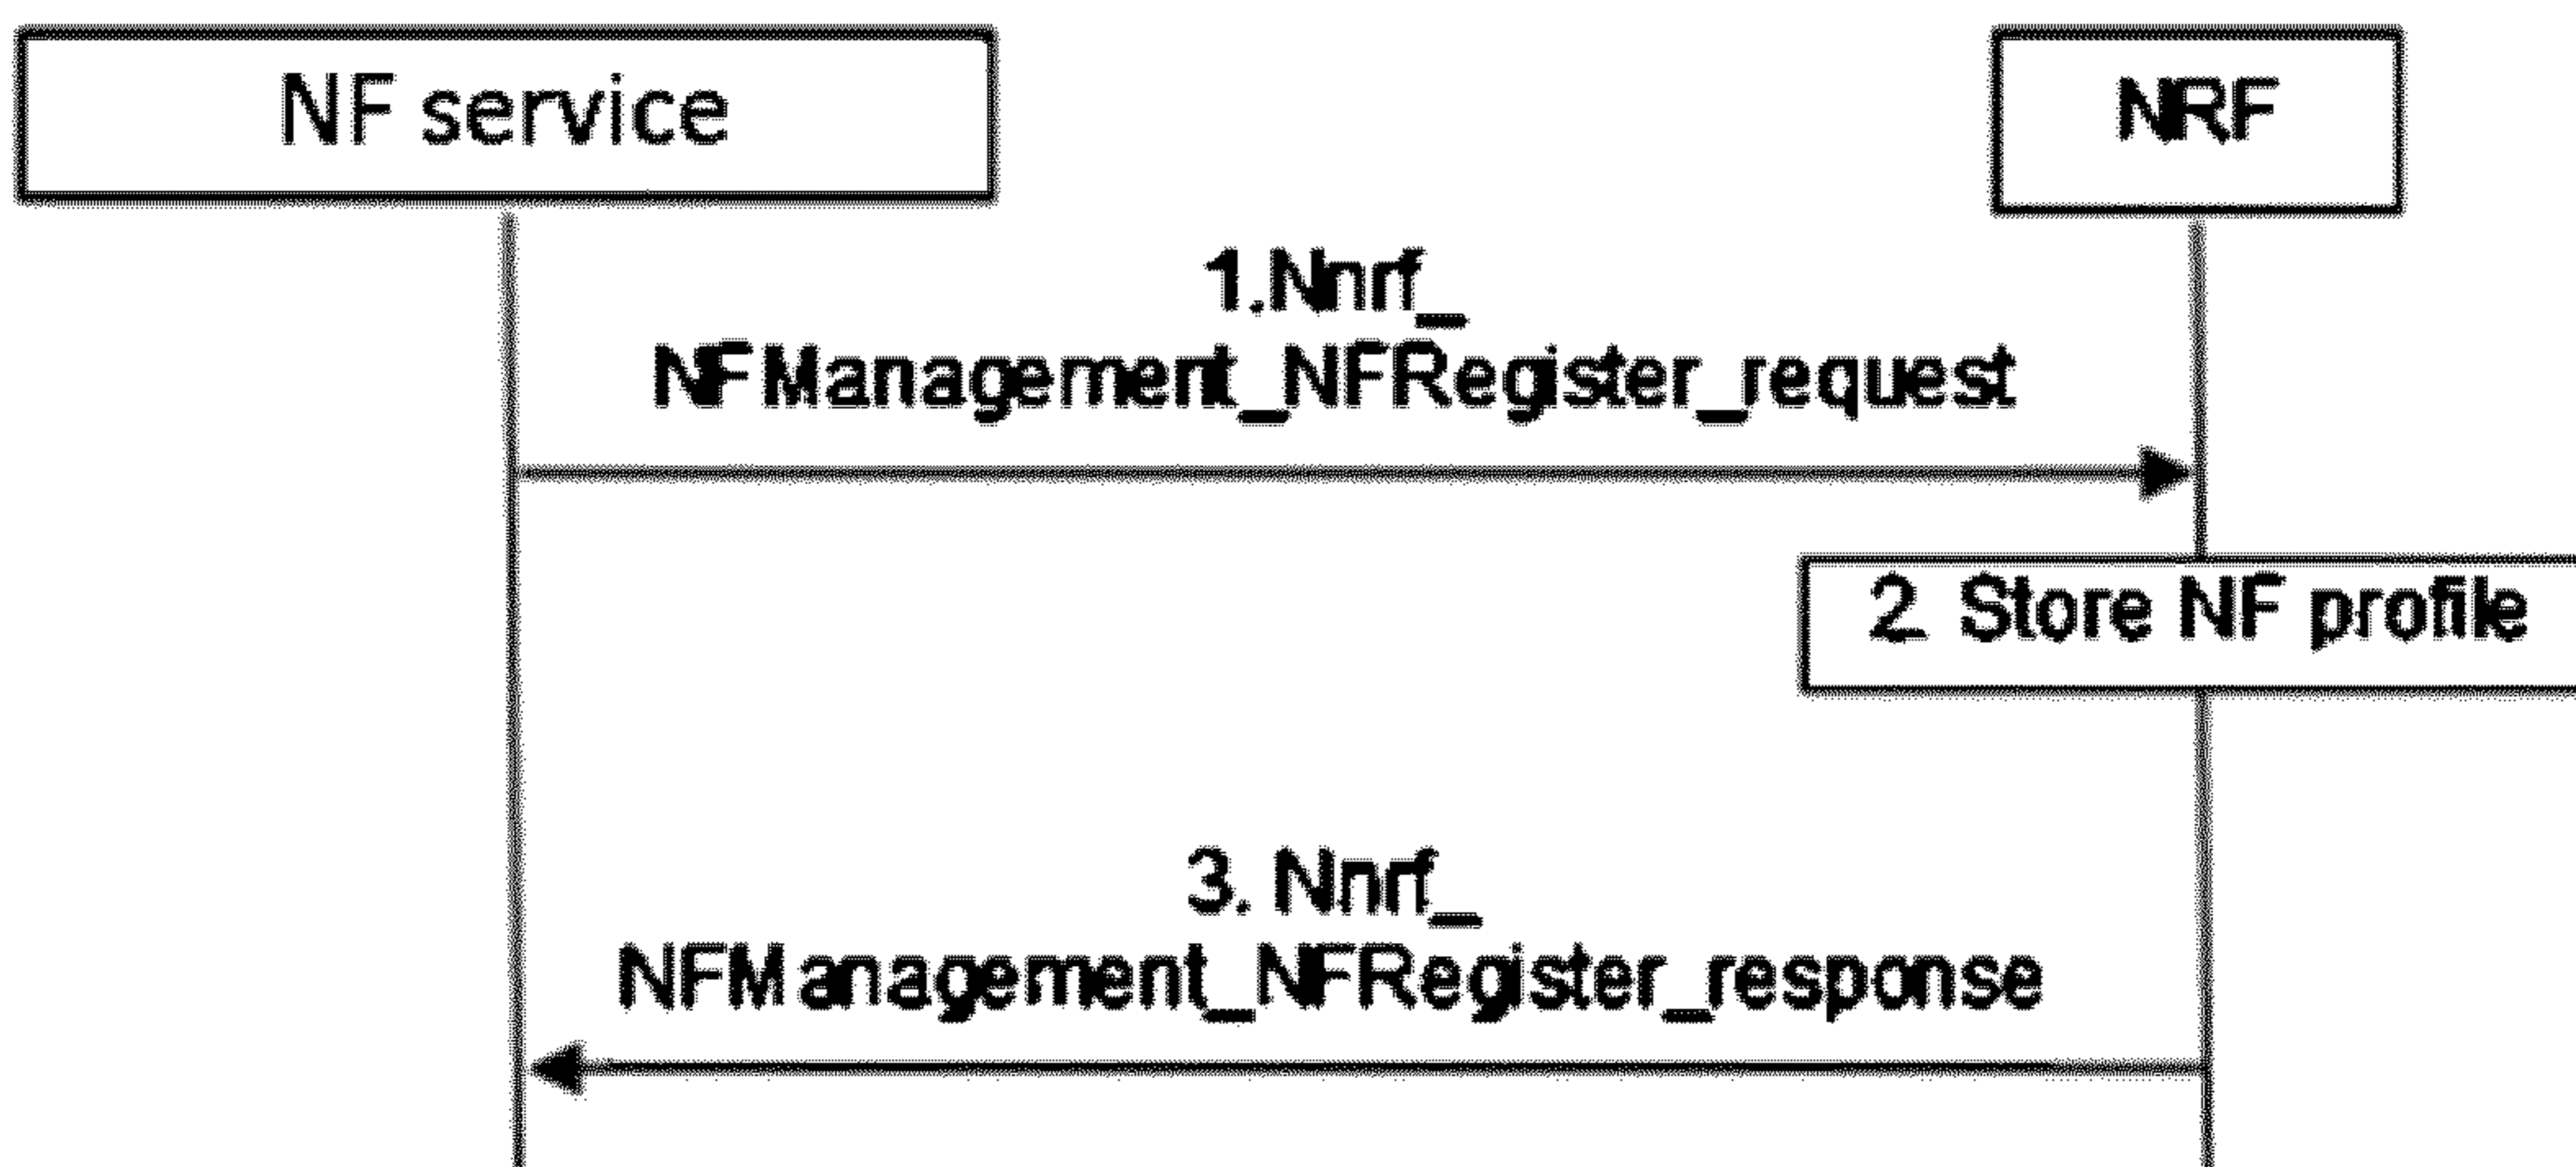 NF service
NRF
1.Nnrf_
NFManagement_NFRegister_request
2. Store NF profile
3. Nnrf_
NFManagement_NFRegister_response